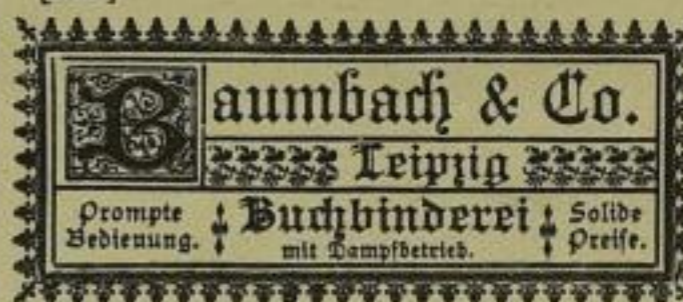 Baumbach & Co.
Leipzig
Prompte Bedienung.
Buchbinderei
mit Dampfbetrieb.
Solide Preise.